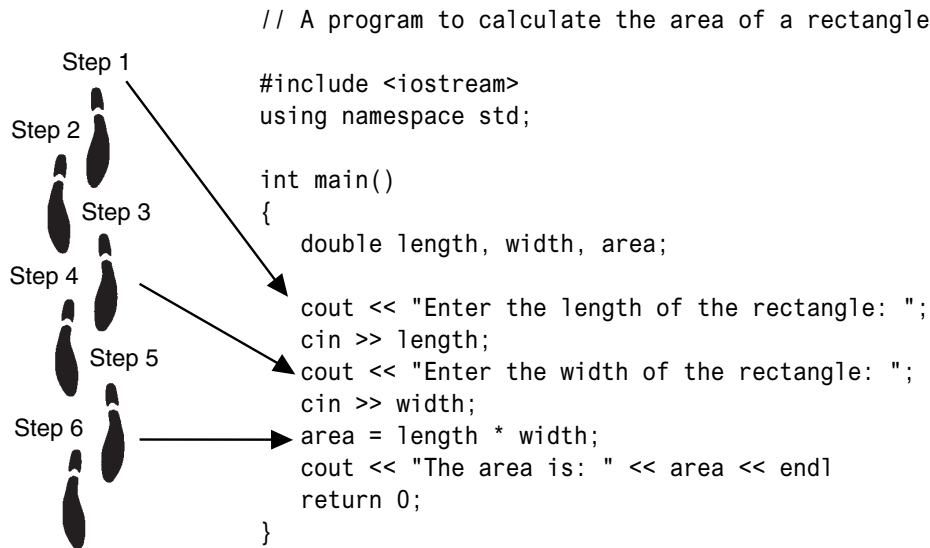 // A program to calculate the area of a rectangle
Step 1
#include <iostream>
using namespace std;
Step 2
int main()
{
Step 3
double length, width, area;
Step 4
cout << "Enter the length of the rectangle: ";
cin >> length;
Step 5
cout << "Enter the width of the rectangle: ";
cin >> width;
Step 6
area = length * width;
cout << "The area is: " << area << endl
return 0;
}